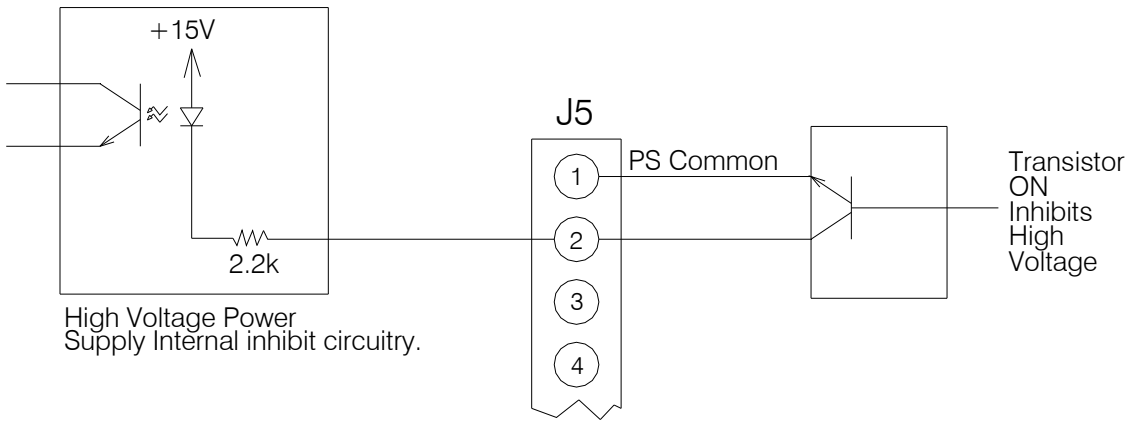 +15V
2.2k
High Voltage Power
Supply Internal inhibit circuitry.
J5
1
PS Common
2
3
4
Transistor
ON
Inhibits
High
Voltage